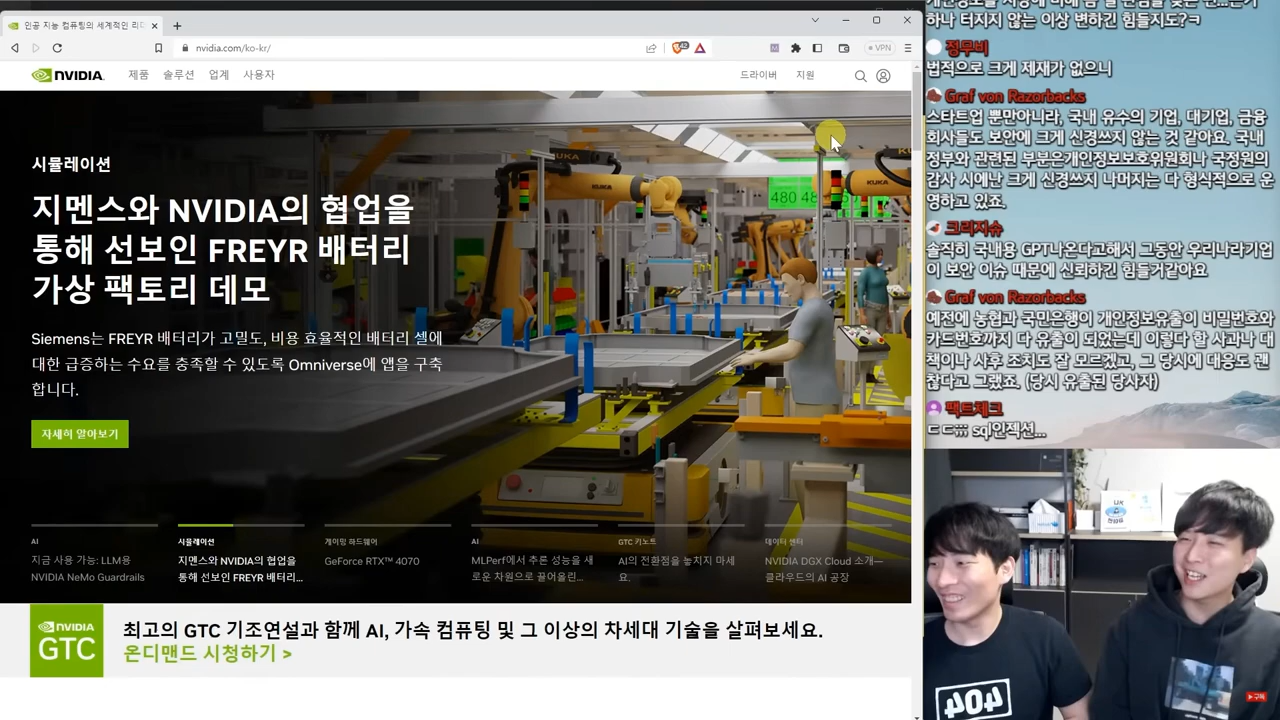 인공 지능 컴퓨팅의 세계적인 리더
nvidia.com/ko-kr/
42
VPN
NVIDIA.
제품 솔루션 업계 사용자
드라이버 지원
KUKA
KUKA
480 48
시뮬레이션
지멘스와 NVIDIA의 협업을
통해 선보인 FREYR 배터리
가상 팩토리 데모
Siemens는 FREYR 배터리가 고밀도, 비용 효율적인 배터리 셀에
대한 급증하는 수요를 충족할 수 있도록 Omniverse에 앱을 구축
합니다.
자세히 알아보기
AI
지금 사용 가능: LLM용
NVIDIA NeMo Guardrails
시뮬레이션
지멘스와 NVIDIA의 협업을
통해 선보인 FREYR 배터리...
게이밍 하드웨어
GeForce RTX™ 4070
AI
MLPerf에서 추론 성능을 새
로운 차원으로 끌어올린...
GTC 키노트
AI의 전환점을 놓치지 마세
요.
데이터 센터
NVIDIA DGX Cloud 소개—
클라우드의 AI 공장
NVIDIA
GTC
최고의 GTC 기조연설과 함께 AI, 가속 컴퓨팅 및 그 이상의 차세대 기술을 살펴보세요.
온디맨드 시청하기 >
하나 터지지 않는 이상 변하긴 힘들지도?ㅋ
정무비
법적으로 크게 제재가 없으니
Graf von Razorbacks
스타트업 뿐만아니라, 국내 유수의 기업, 대기업, 금융
회사들도 보안에 크게 신경쓰지 않는 것 같아요. 국내
정부와 관련된 부분은개인정보보호위원회나 국정원의
감사 시에난 크게 신경쓰지 나머지는 다 형식적으로 운
영하고 있죠.
크리지슈
솔직히 국내용 GPT나온다고해서 그동안 우리나라기업
이 보안 이슈 때문에 신뢰하긴 힘들거같아요
Graf von Razorbacks
예전에 농협과 국민은행이 개인정보유출이 비밀번호와
카드번호까지 다 유출이 되었는데 이렇다 할 사과나 대
책이나 사후 조치도 잘 모르겠고, 그 당시에 대응도 괜
찮다고 그랬죠. (당시 유출된 당사자)
팩트체크
ㄷㄷ;;; sql인젝션...
404
구독